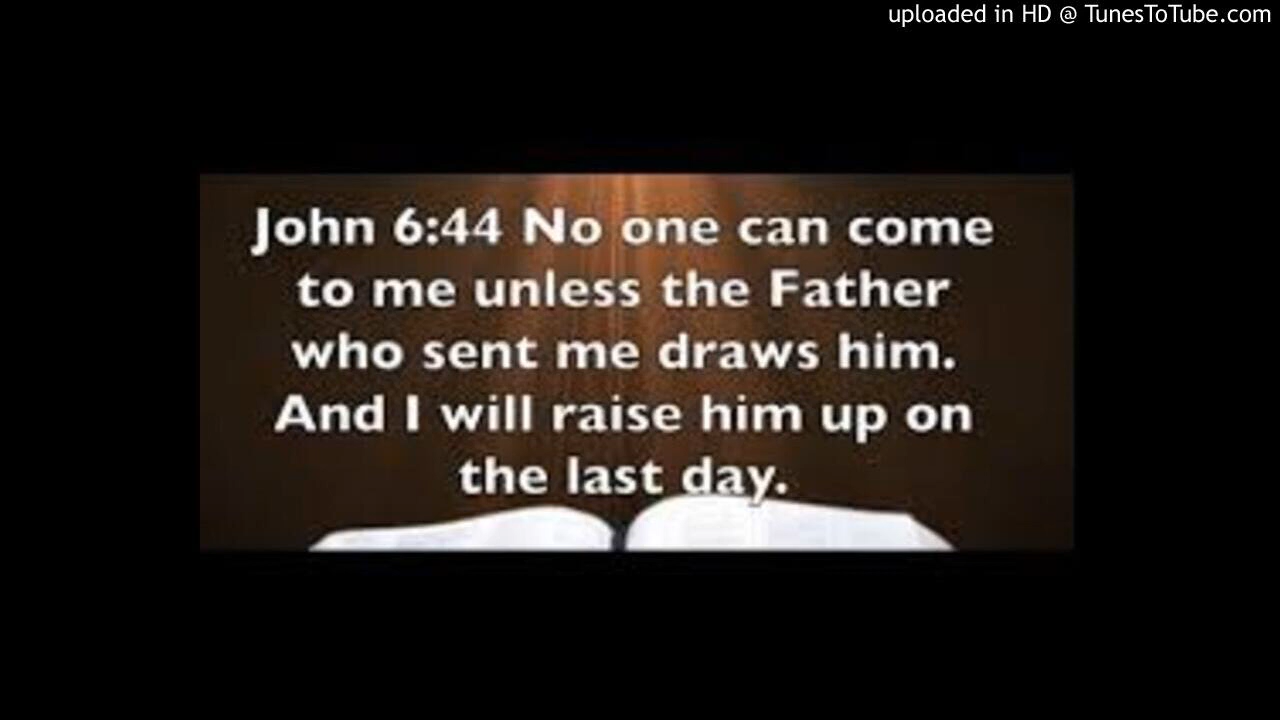 uploaded in HD @ TunesToTube.com
John 6:44 No one can come
to me unless the Father
who sent me draws him.
And I will raise him up on
the last day.